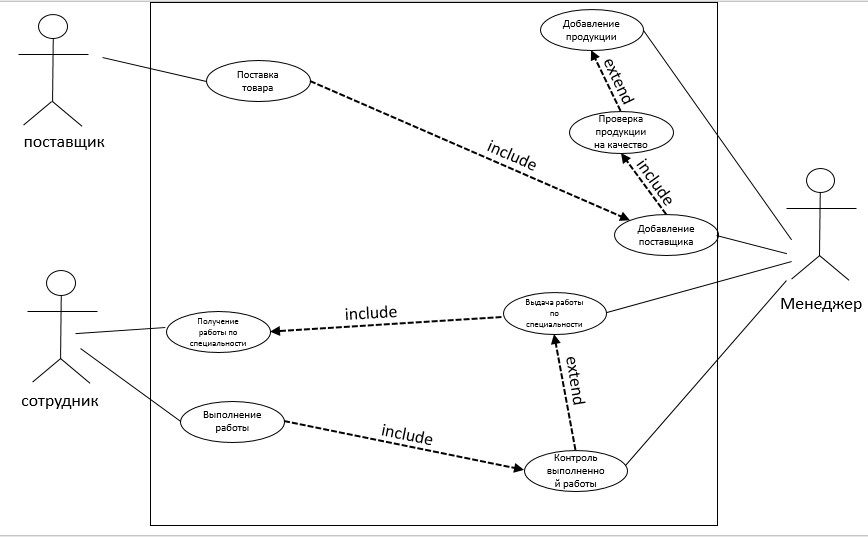 Добавление
продукции
Поставка
товара
extend
Проверка
продукции
на качество
поставщик
include
include
Добавление
поставщика
Менеджер
Выдача работы
по
специальности
Получение
работы по
специальности
include
extend
сотрудник
Выполнение
работы
include
Контроль
выполненно
й работы